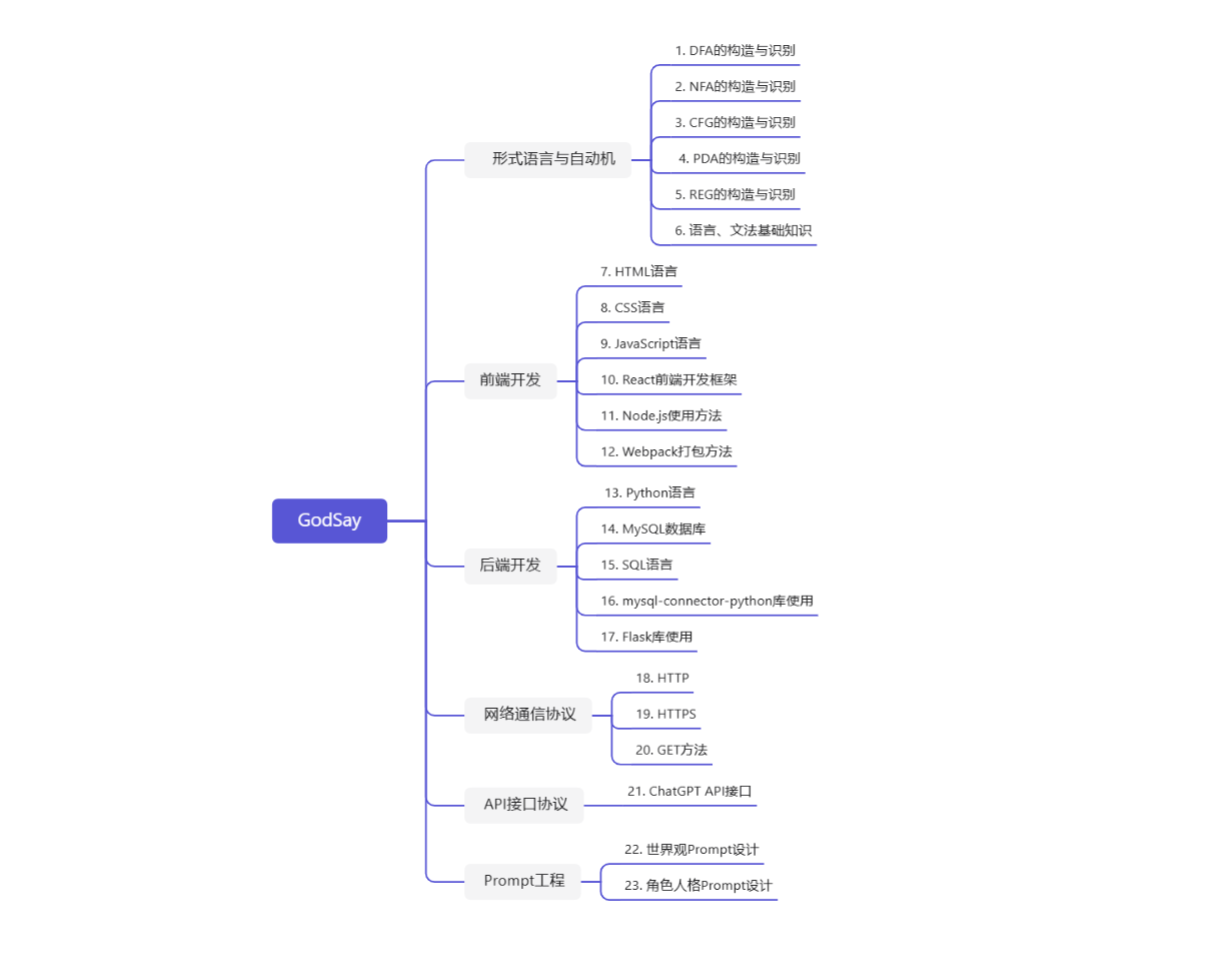 GodSay
形式语言与自动机
1. DFA的构造与识别
2. NFA的构造与识别
3. CFG的构造与识别
4. PDA的构造与识别
5. REG的构造与识别
6. 语言、文法基础知识
前端开发
7. HTML语言
8. CSS语言
9. JavaScript语言
10. React前端开发框架
11. Node.js使用方法
12. Webpack打包方法
后端开发
13. Python语言
14. MySQL数据库
15. SQL语言
16. mysql-connector-python库使用
17. Flask库使用
网络通信协议
18. HTTP
19. HTTPS
20. GET方法
API接口协议
21. ChatGPT API接口
Prompt工程
22. 世界观Prompt设计
23. 角色人格Prompt设计